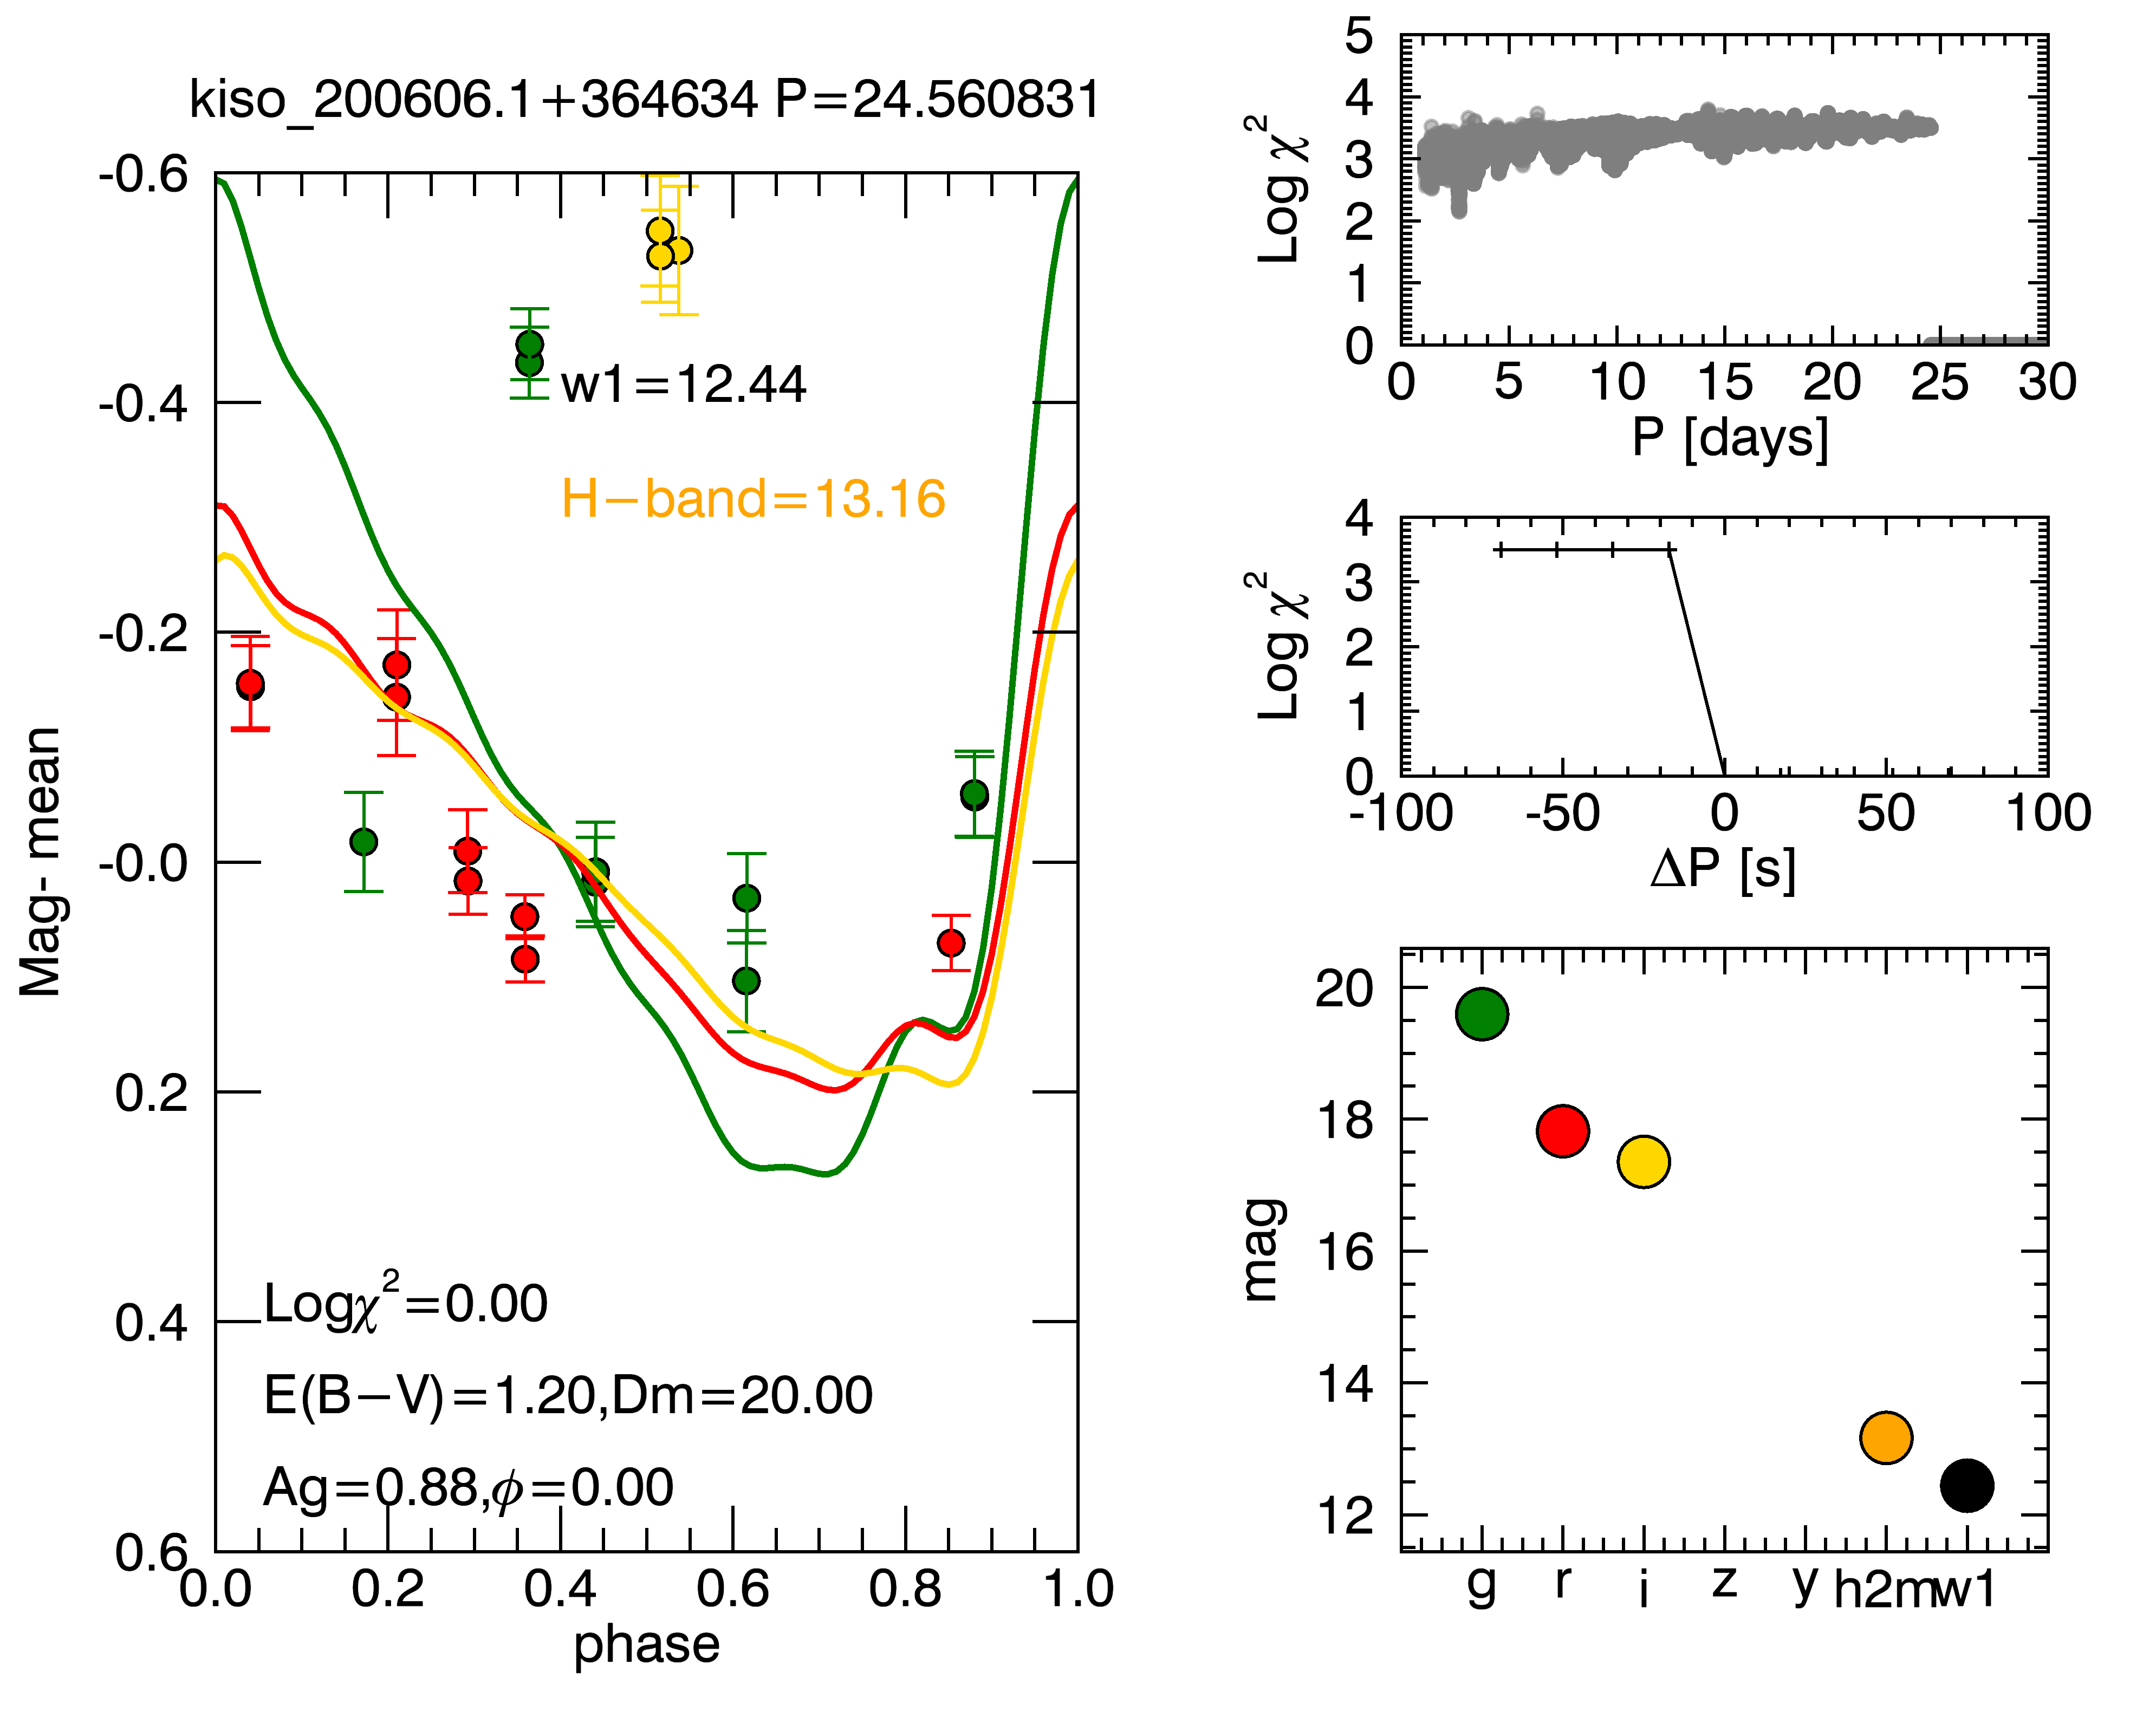 kiso_200606.1+364634 P=24.560831
-0.6
-0.4
-0.2
-0.0
0.2
0.4
0.6
Mag- mean
w1=12.44
H-band=13.16
Logχ²=0.00
E(B-V)=1.20,Dm=20.00
Ag=0.88,ϕ=0.00
0.0 0.2 0.4 0.6 0.8 1.0
phase
5
4
3
2
1
0
Log χ²
0 5 10 15 20 25 30
P [days]
4
3
2
1
0
Log χ²
-100 -50 0 50 100
ΔP [s]
20
18
16
14
12
mag
g r i z y h2mw1